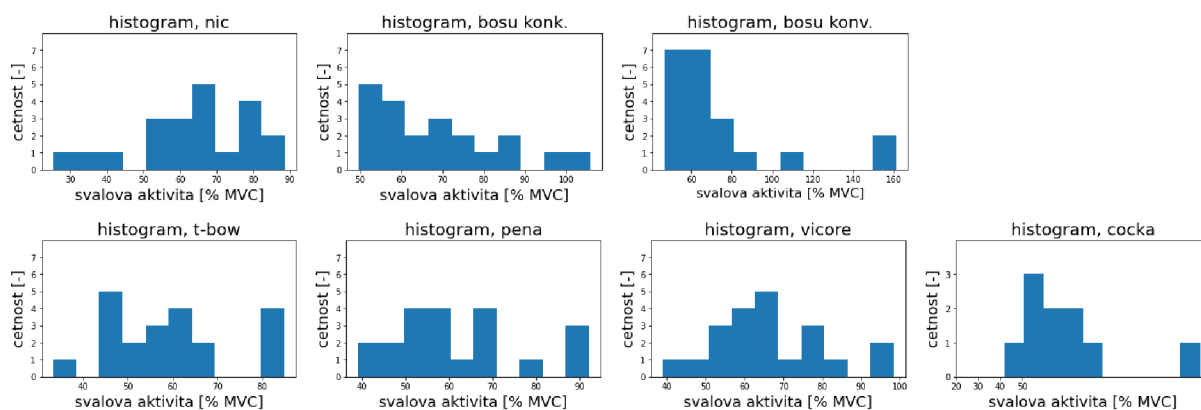 histogram, nic
cetnost [-]
7
6
5
4
3
2
1
0
30 40 50 60 70 80 90
svalova aktivita [% MVC]
histogram, bosu konk.
cetnost [-]
7
6
5
4
3
2
1
0
50 60 70 80 90 100
svalova aktivita [% MVC]
histogram, bosu konv.
cetnost [-]
7
6
5
4
3
2
1
0
60 80 100 120 140 160
svalova aktivita [% MVC]
histogram, t-bow
cetnost [-]
7
6
5
4
3
2
1
0
40 50 60 70 80
svalova aktivita [% MVC]
histogram, pena
cetnost [-]
7
6
5
4
3
2
1
0
40 50 60 70 80 90
svalova aktivita [% MVC]
histogram, vicore
cetnost [-]
7
6
5
4
3
2
1
0
40 50 60 70 80 90 100
svalova aktivita [% MVC]
histogram, cocka
cetnost [-]
3
2
1
0
20 30 40 50
svalova aktivita [% MVC]